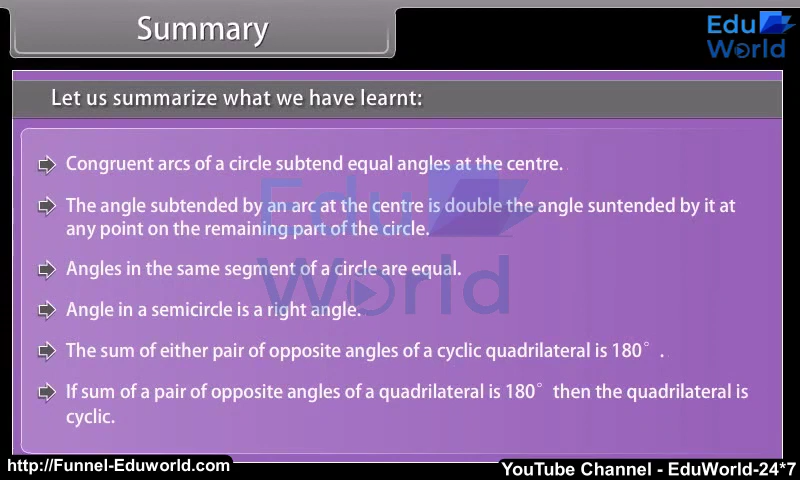 Summary
Edu
World
Let us summarize what we have learnt:
Congruent arcs of a circle subtend equal angles at the centre.
The angle subtended by an arc at the centre is double the angle suntended by it at
any point on the remaining part of the circle.
Angles in the same segment of a circle are equal.
Angle in a semicircle is a right angle.
The sum of either pair of opposite angles of a cyclic quadrilateral is 180° .
If sum of a pair of opposite angles of a quadrilateral is 180° then the quadrilateral is
cyclic.
Edu
World
http://Funnel-Eduworld.com
YouTube Channel - EduWorld-24*7